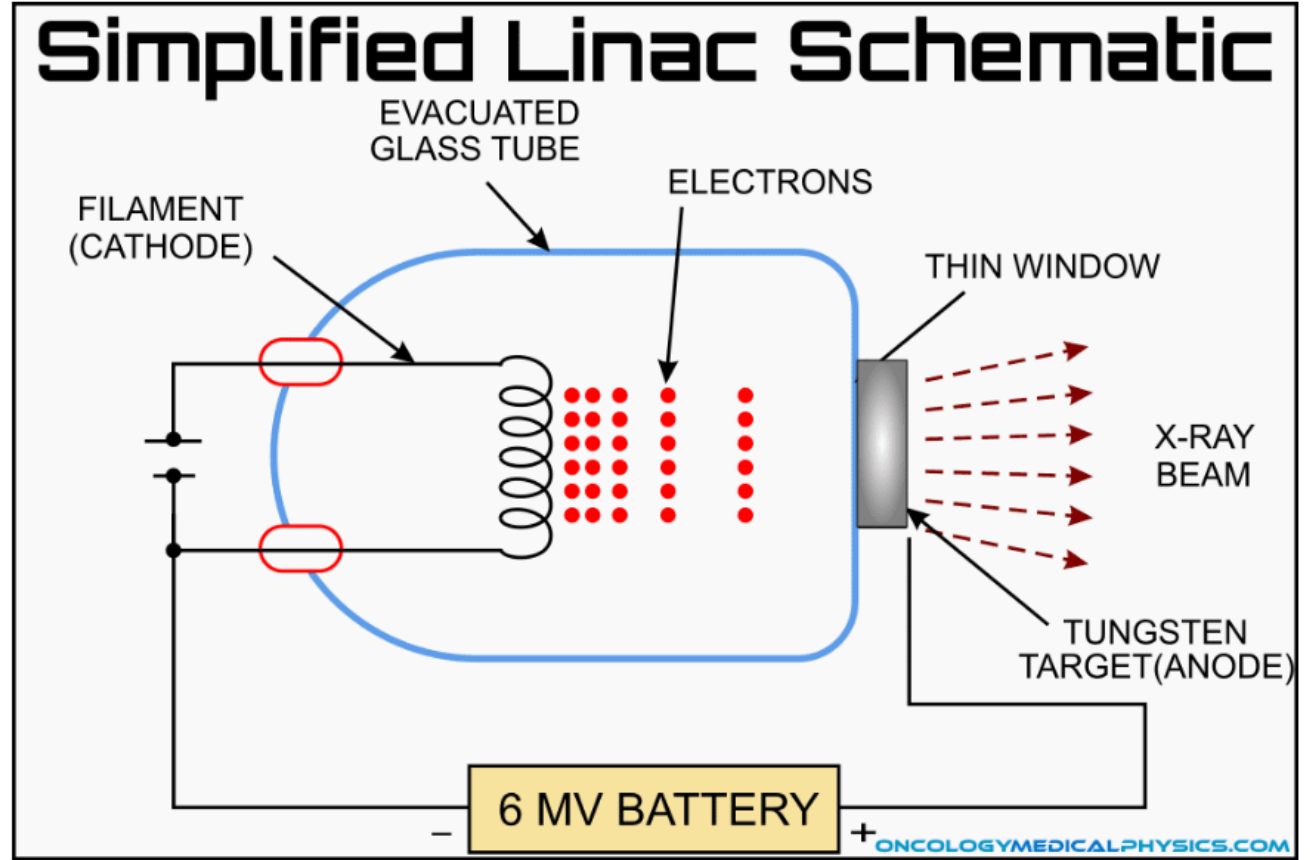 Simplified Linac Schematic
EVACUATED
GLASS TUBE
ELECTRONS
FILAMENT
(CATHODE)
THIN WINDOW
X-RAY
BEAM
TUNGSTEN
TARGET(ANODE)
6 MV BATTERY
– +
ONCOLOGYMEDICALPHYSICS.COM